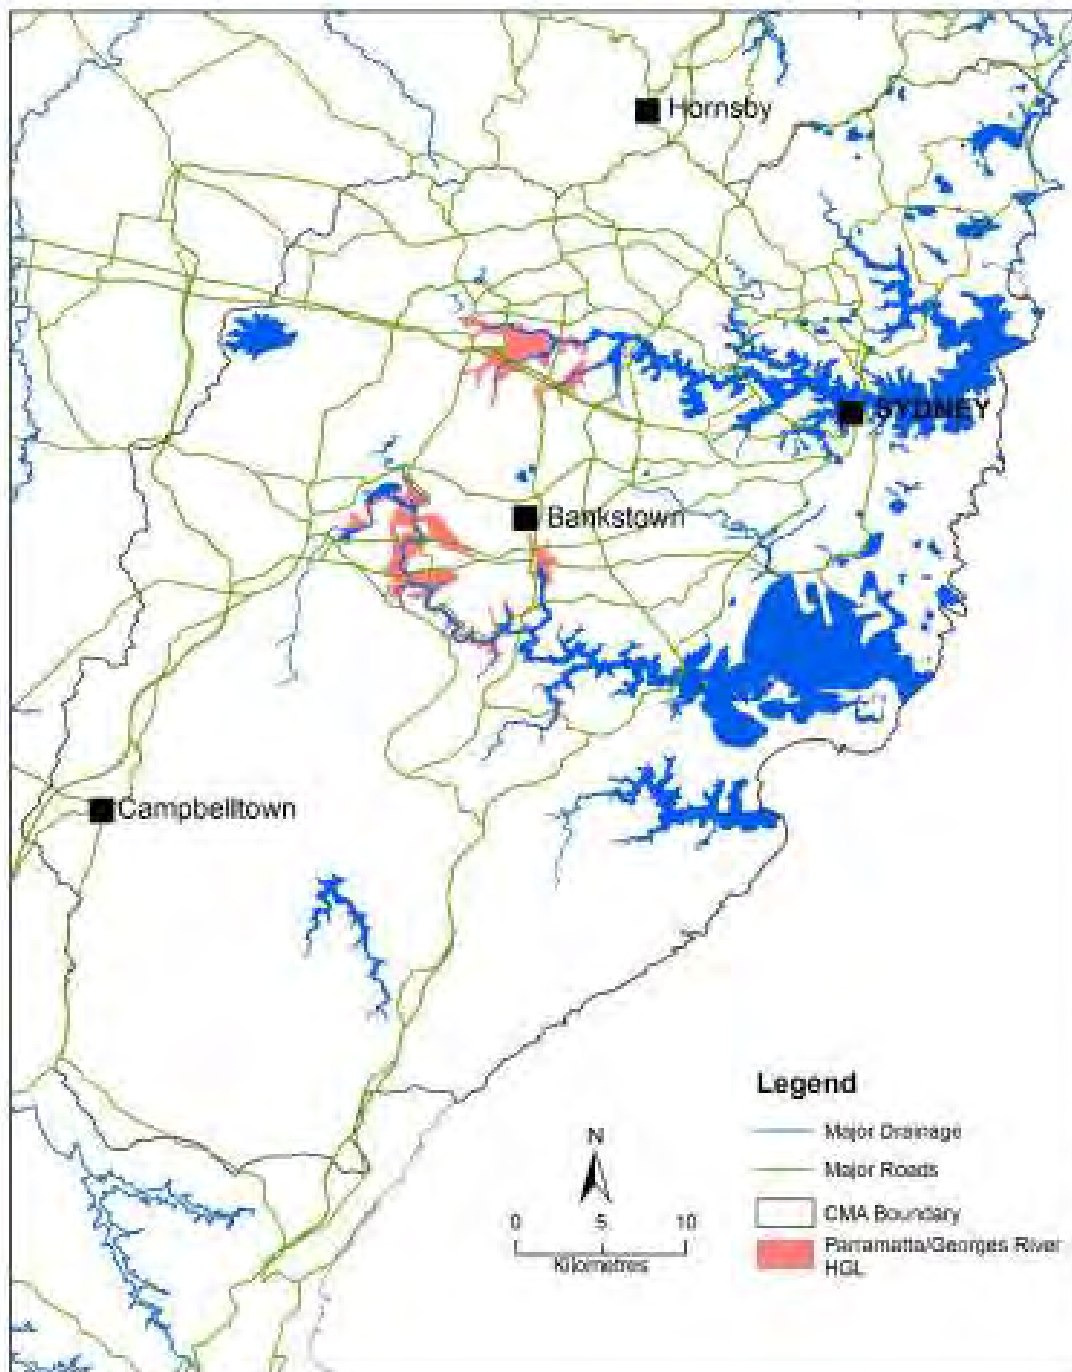 Hornsby
SYDNEY
Bankstown
Campbelltown
Legend
Major Drainage
Major Roads
CMA Boundary
Parramatta/Georges River
HGL
N
0 5 10
Kilometres